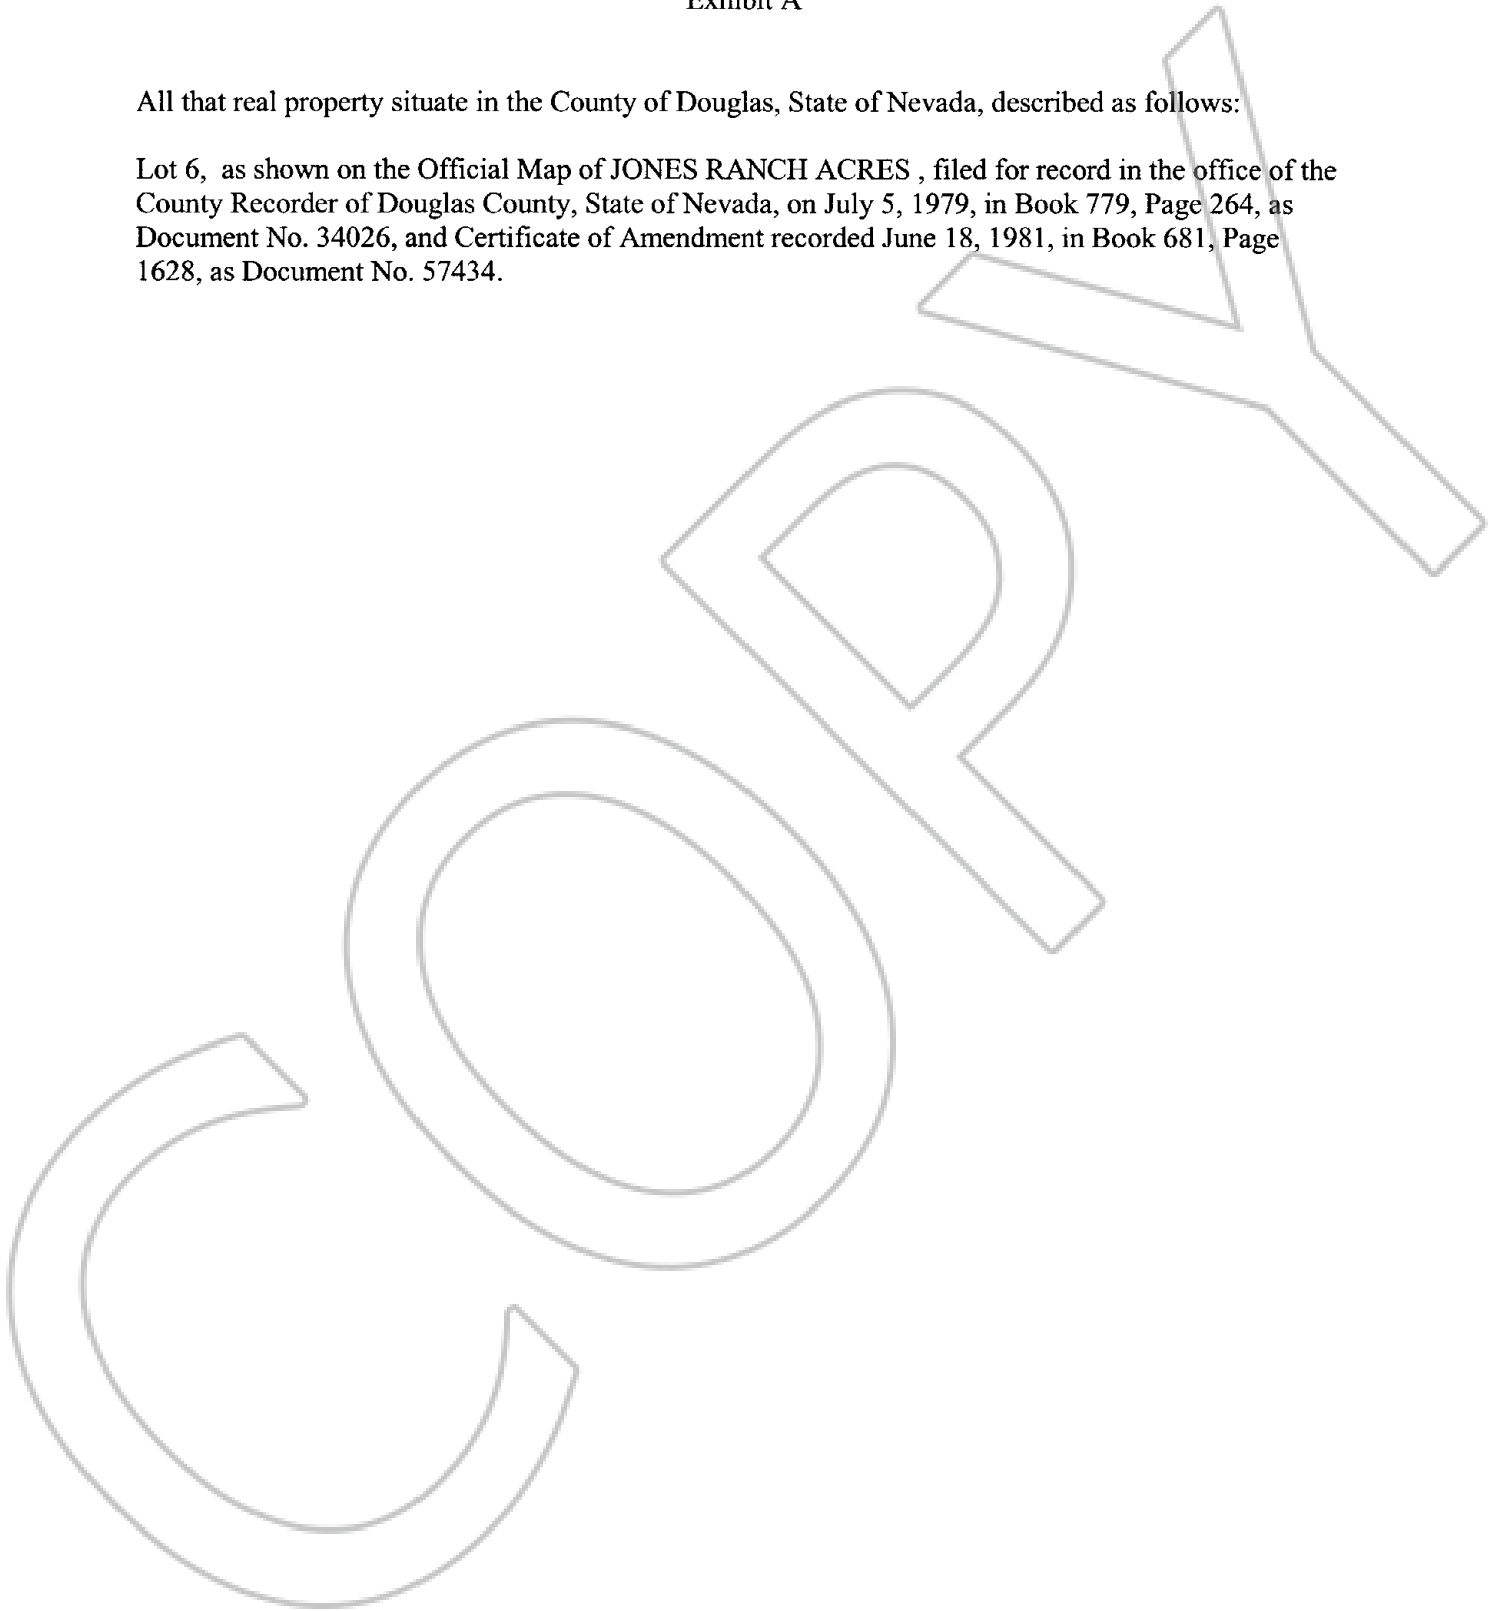 Exhibit A
All that real property situate in the County of Douglas, State of Nevada, described as follows:
Lot 6,  as shown on the Official Map of JONES RANCH ACRES , filed for record in the office of the
County Recorder of Douglas County, State of Nevada, on July 5, 1979, in Book 779, Page 264, as
Document No. 34026, and Certificate of Amendment recorded June 18, 1981, in Book 681, Page
1628, as Document No. 57434.
COPY